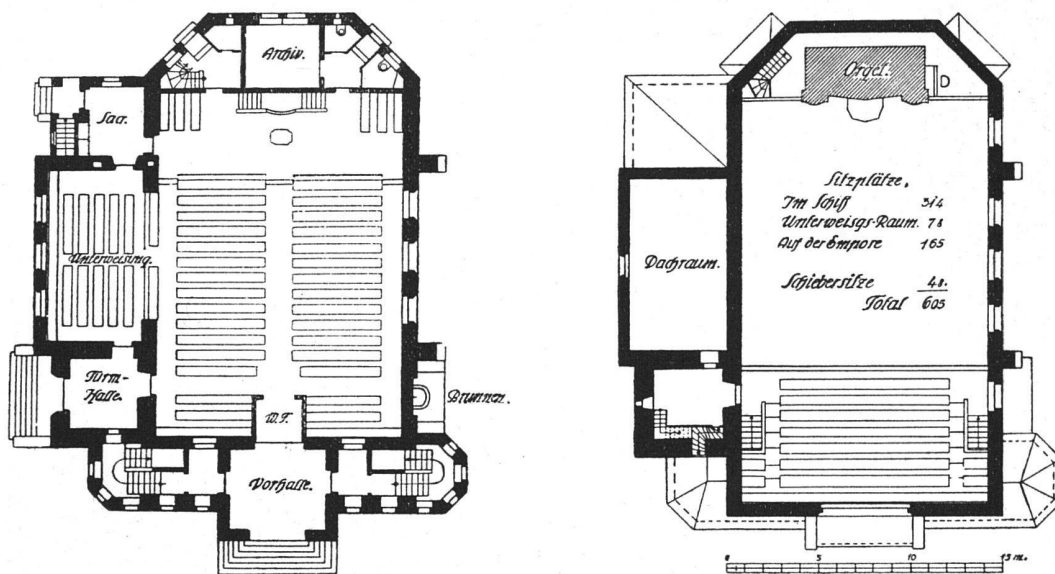 Archiv.
Saa.
Unterweisung.
Turm-
Halle.
W.F.
Brunnen.
Vorhalle.
Orgel.
Dachraum.
Sitzplätze.
Im Schiff 314
Unterweisgs-Raum. 78
Auf der Empore 165
Schiebersitze 48.
Total 605
0 5 10 15 m.